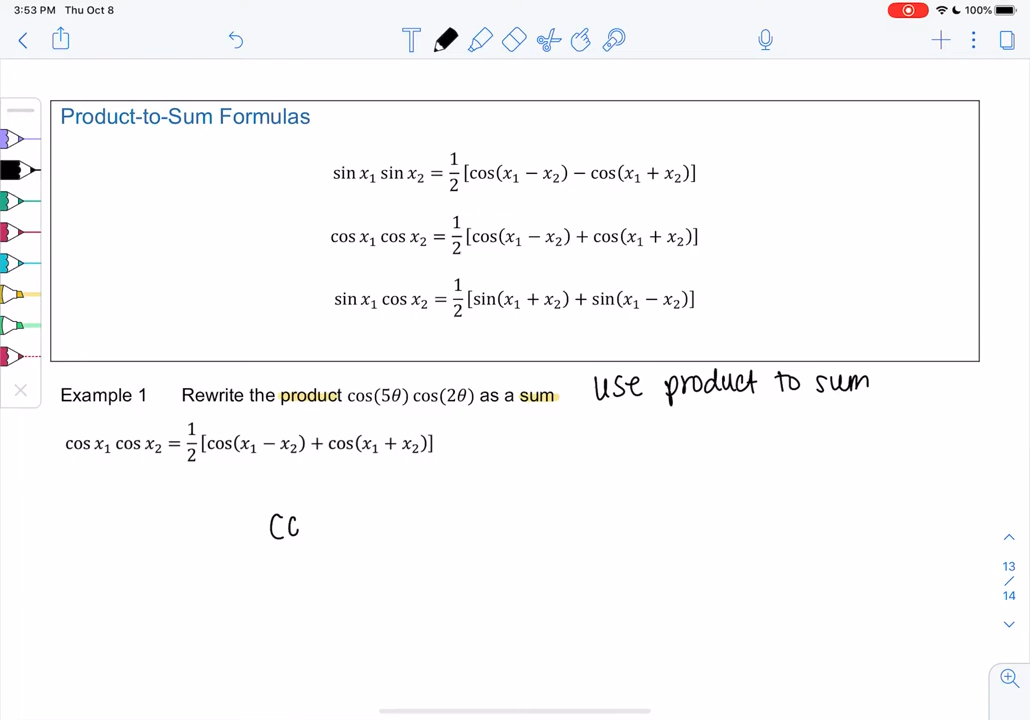 3:53 PM Thu Oct 8 100%
Product-to-Sum Formulas
sin x₁ sin x₂ = 1/2 [cos(x₁ − x₂) − cos(x₁ + x₂)]
cos x₁ cos x₂ = 1/2 [cos(x₁ − x₂) + cos(x₁ + x₂)]
sin x₁ cos x₂ = 1/2 [sin(x₁ + x₂) + sin(x₁ − x₂)]
Example 1 Rewrite the product cos(5θ) cos(2θ) as a sum use product to sum
cos x₁ cos x₂ = 1/2 [cos(x₁ − x₂) + cos(x₁ + x₂)]
co
13
/
14